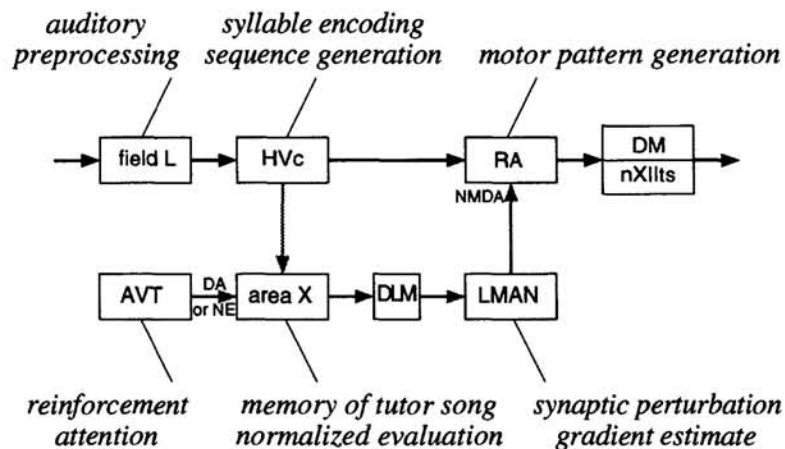 auditory
preprocessing
syllable encoding
sequence generation
motor pattern generation
field L
HVc
RA
DM
nXIIts
NMDA
AVT
DA
or NE
area X
DLM
LMAN
reinforcement
attention
memory of tutor song
normalized evaluation
synaptic perturbation
gradient estimate